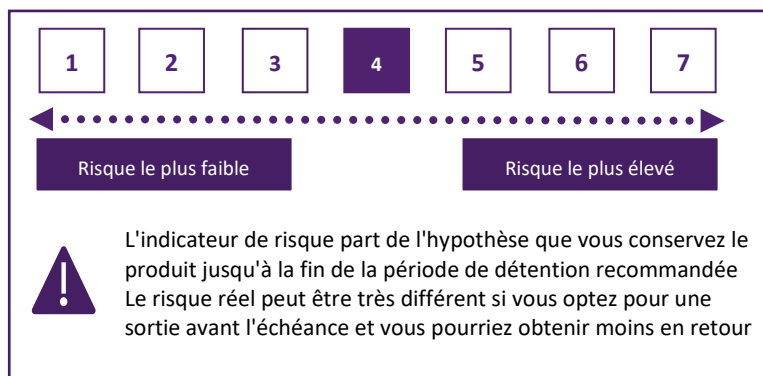 1 2 3 4 5 6 7
Risque le plus faible Risque le plus élevé
L'indicateur de risque part de l'hypothèse que vous conservez le
produit jusqu'à la fin de la période de détention recommandée
Le risque réel peut être très différent si vous optez pour une
sortie avant l'échéance et vous pourriez obtenir moins en retour